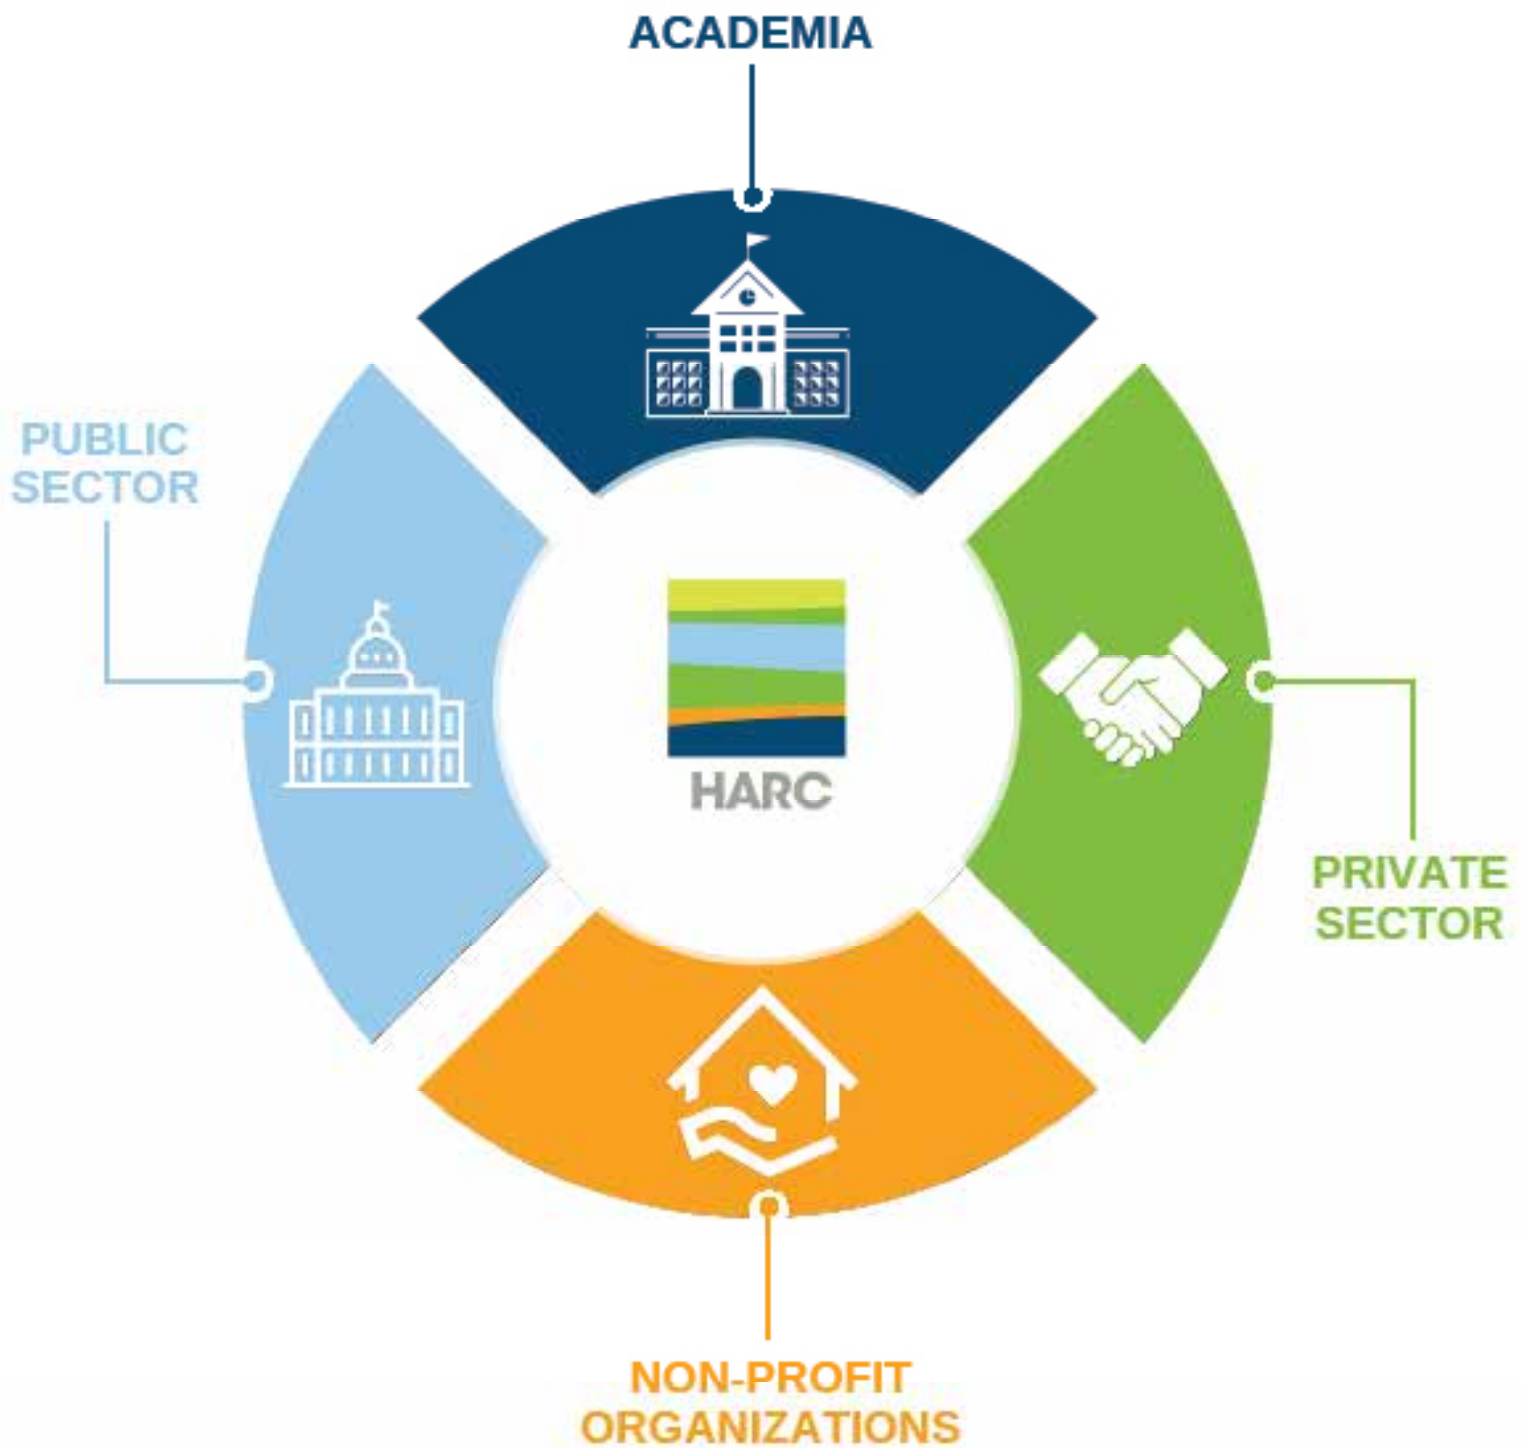 ACADEMIA
PUBLIC
SECTOR
HARC
PRIVATE
SECTOR
NON-PROFIT
ORGANIZATIONS